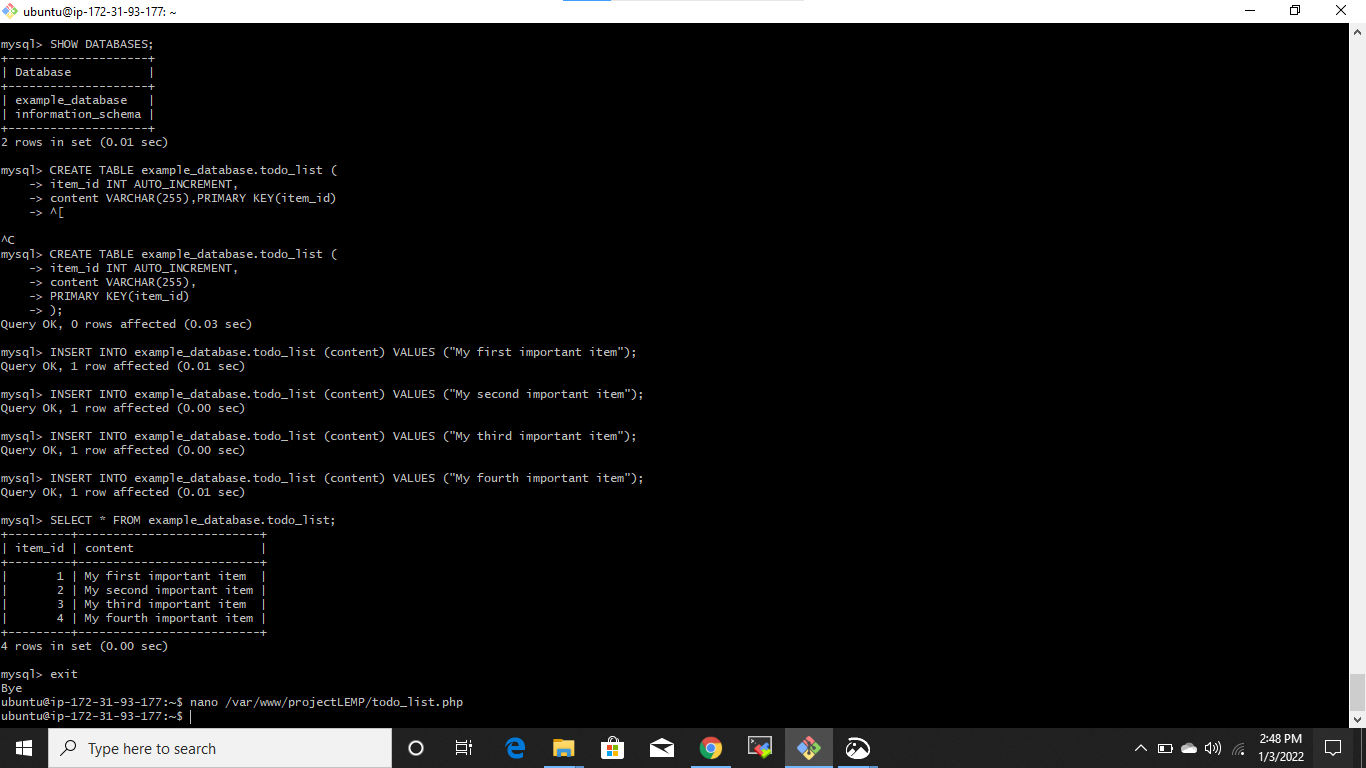 ubuntu@ip-172-31-93-177: ~
mysql> SHOW DATABASES;
+--------------------+
| Database           |
+--------------------+
| example_database   |
| information_schema |
+--------------------+
2 rows in set (0.01 sec)
mysql> CREATE TABLE example_database.todo_list (
    -> item_id INT AUTO_INCREMENT,
    -> content VARCHAR(255),PRIMARY KEY(item_id)
    -> ^[
^C
mysql> CREATE TABLE example_database.todo_list (
    -> item_id INT AUTO_INCREMENT,
    -> content VARCHAR(255),
    -> PRIMARY KEY(item_id)
    -> );
Query OK, 0 rows affected (0.03 sec)
mysql> INSERT INTO example_database.todo_list (content) VALUES ("My first important item");
Query OK, 1 row affected (0.01 sec)
mysql> INSERT INTO example_database.todo_list (content) VALUES ("My second important item");
Query OK, 1 row affected (0.00 sec)
mysql> INSERT INTO example_database.todo_list (content) VALUES ("My third important item");
Query OK, 1 row affected (0.00 sec)
mysql> INSERT INTO example_database.todo_list (content) VALUES ("My fourth important item");
Query OK, 1 row affected (0.01 sec)
mysql> SELECT * FROM example_database.todo_list;
+---------+--------------------------+
| item_id | content                  |
+---------+--------------------------+
|       1 | My first important item  |
|       2 | My second important item |
|       3 | My third important item  |
|       4 | My fourth important item |
+---------+--------------------------+
4 rows in set (0.00 sec)
mysql> exit
Bye
ubuntu@ip-172-31-93-177:~$ nano /var/www/projectLEMP/todo_list.php
ubuntu@ip-172-31-93-177:~$
Type here to search
2:48 PM
1/3/2022